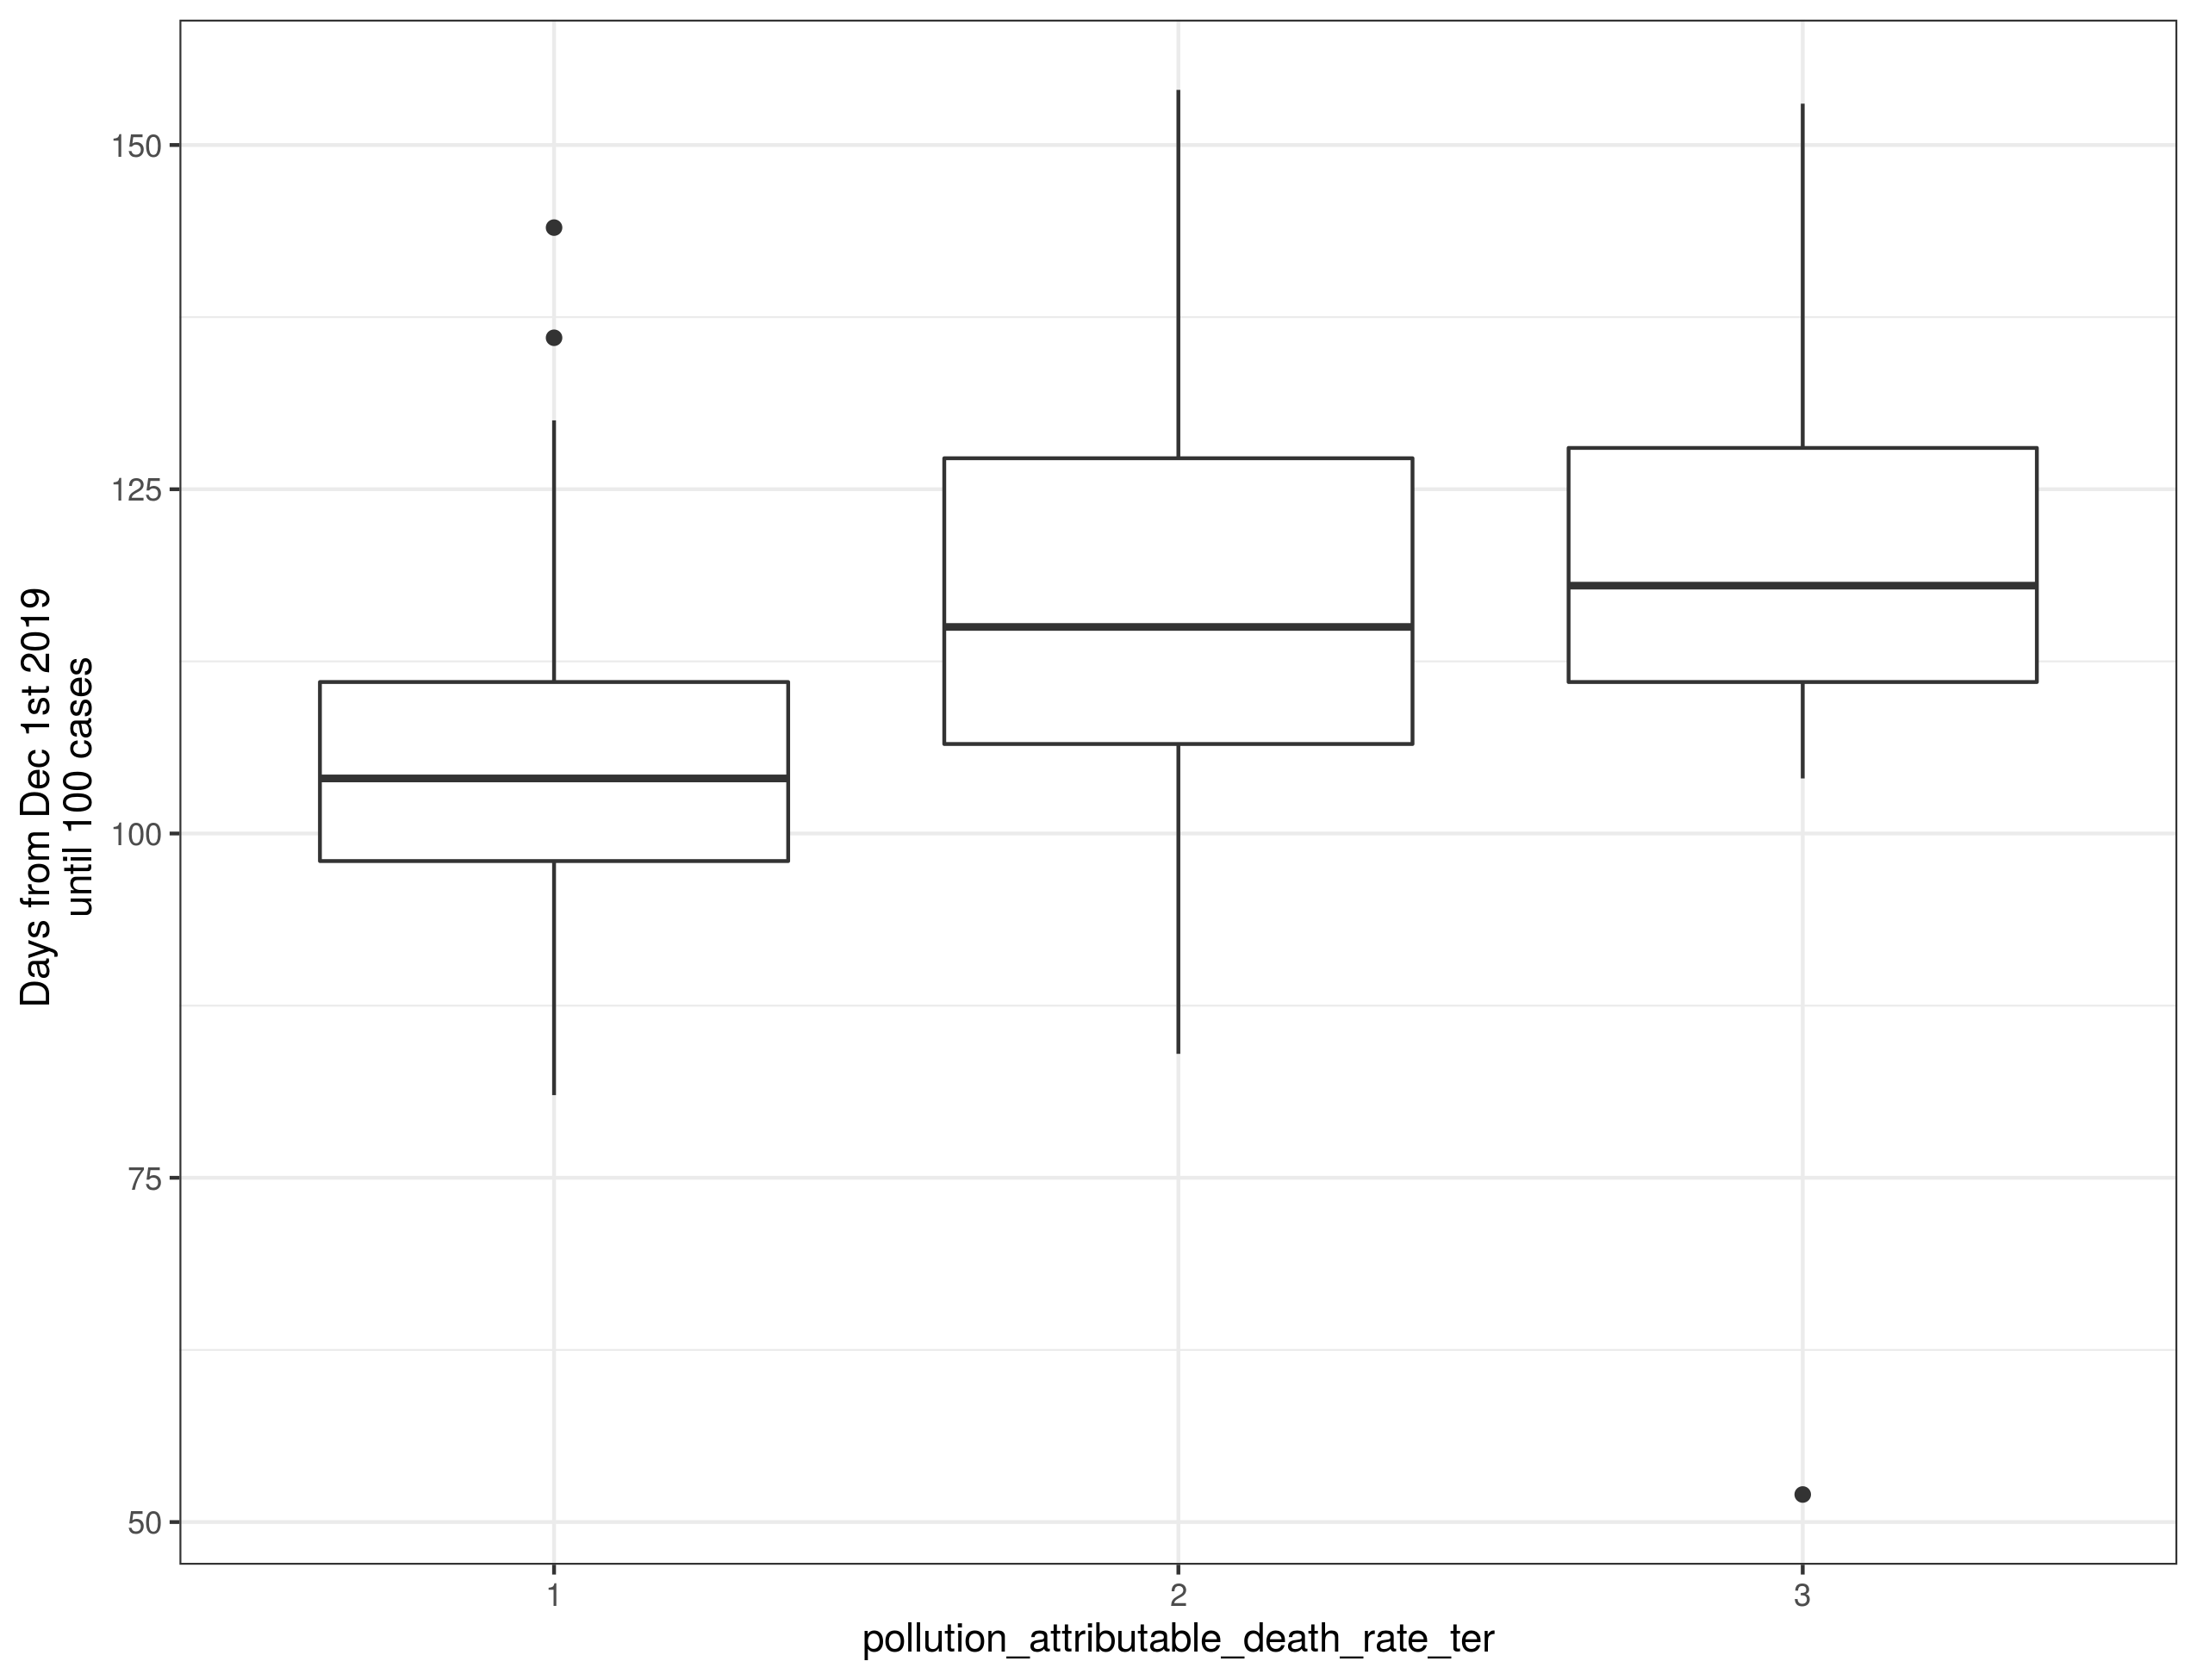 Days from Dec 1st 2019
until 100 cases
150
125
100
75
50
1
2
3
pollution_attributable_death_rate_ter